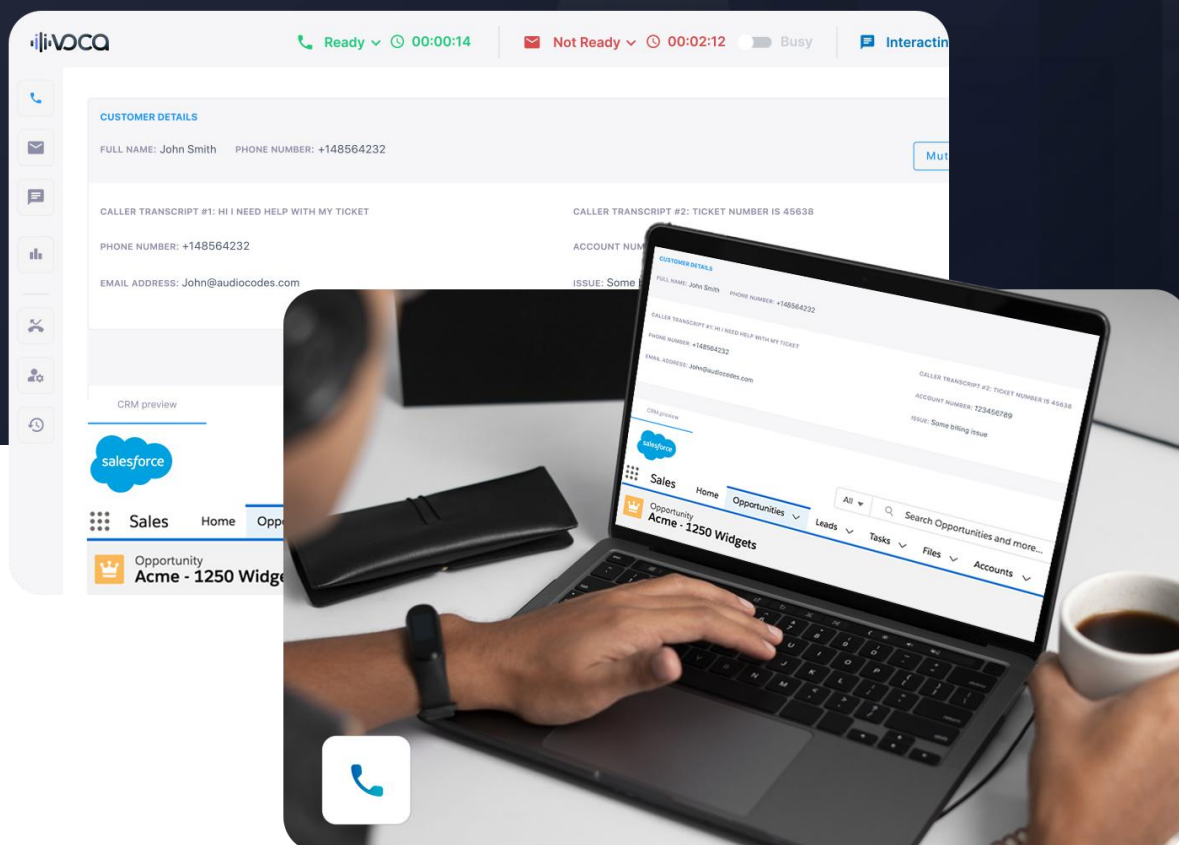 VOCA
Ready 00:00:14
Not Ready 00:02:12 Busy
CUSTOMER DETAILS
FULL NAME: John Smith PHONE NUMBER: +148564232
CALLER TRANSCRIPT #1: HI I NEED HELP WITH MY TICKET
CALLER TRANSCRIPT #2: TICKET NUMBER IS 45638
PHONE NUMBER: +148564232
ACCOUNT
EMAIL ADDRESS: John@audiocodes.com
ISSUE: Some
CRM preview
salesforce
Sales Home
Opportunity
Acme - 1250
CUSTOMER DETAILS
FULL NAME: John Smith PHONE NUMBER: +148564232
CALLER TRANSCRIPT #1: HI I NEED HELP WITH MY TICKET
CALLER TRANSCRIPT #2: TICKET NUMBER IS 45638
PHONE NUMBER: +148564232
ACCOUNT NUMBER: 123456789
EMAIL ADDRESS: John@audiocodes.com
ISSUE: Some billing issue
CRM preview
salesforce
All Search Opportunities and more...
Sales Home Opportunities Leads Tasks Files Accounts
Opportunity
Acme - 1250 Widgets